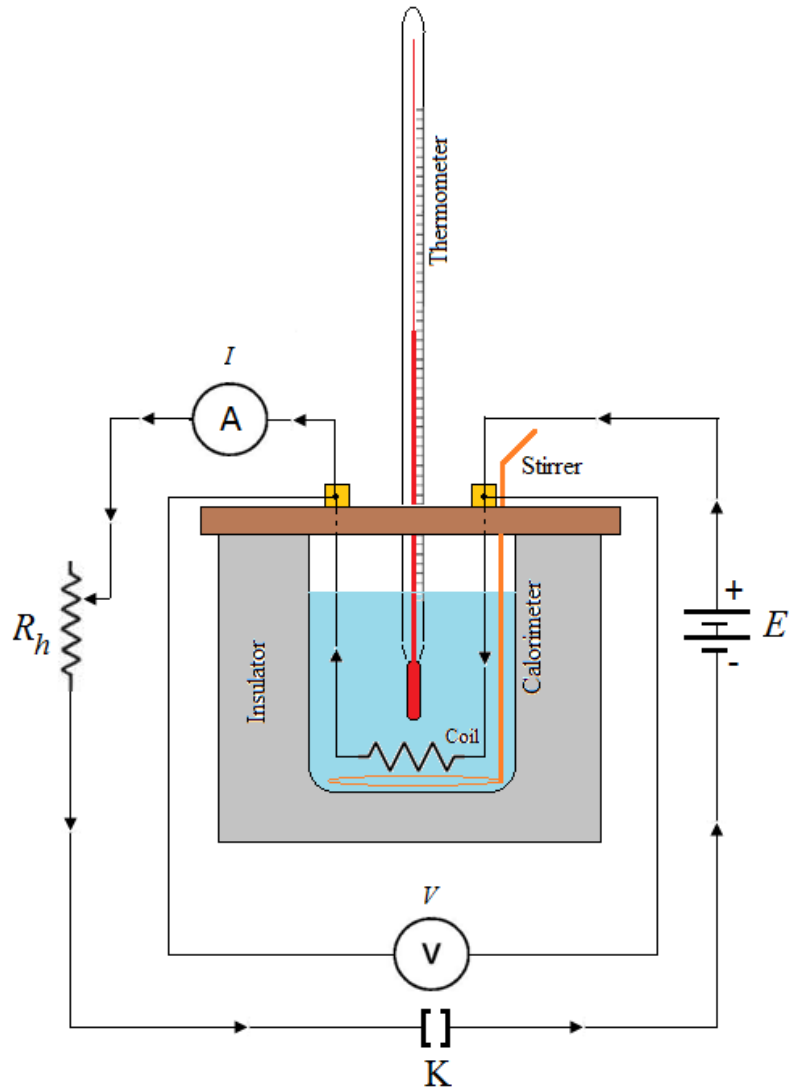 Thermometer
I
A
Stirrer
+
R_h
Insulator
Calorimeter
E
-
Coil
V
V
K